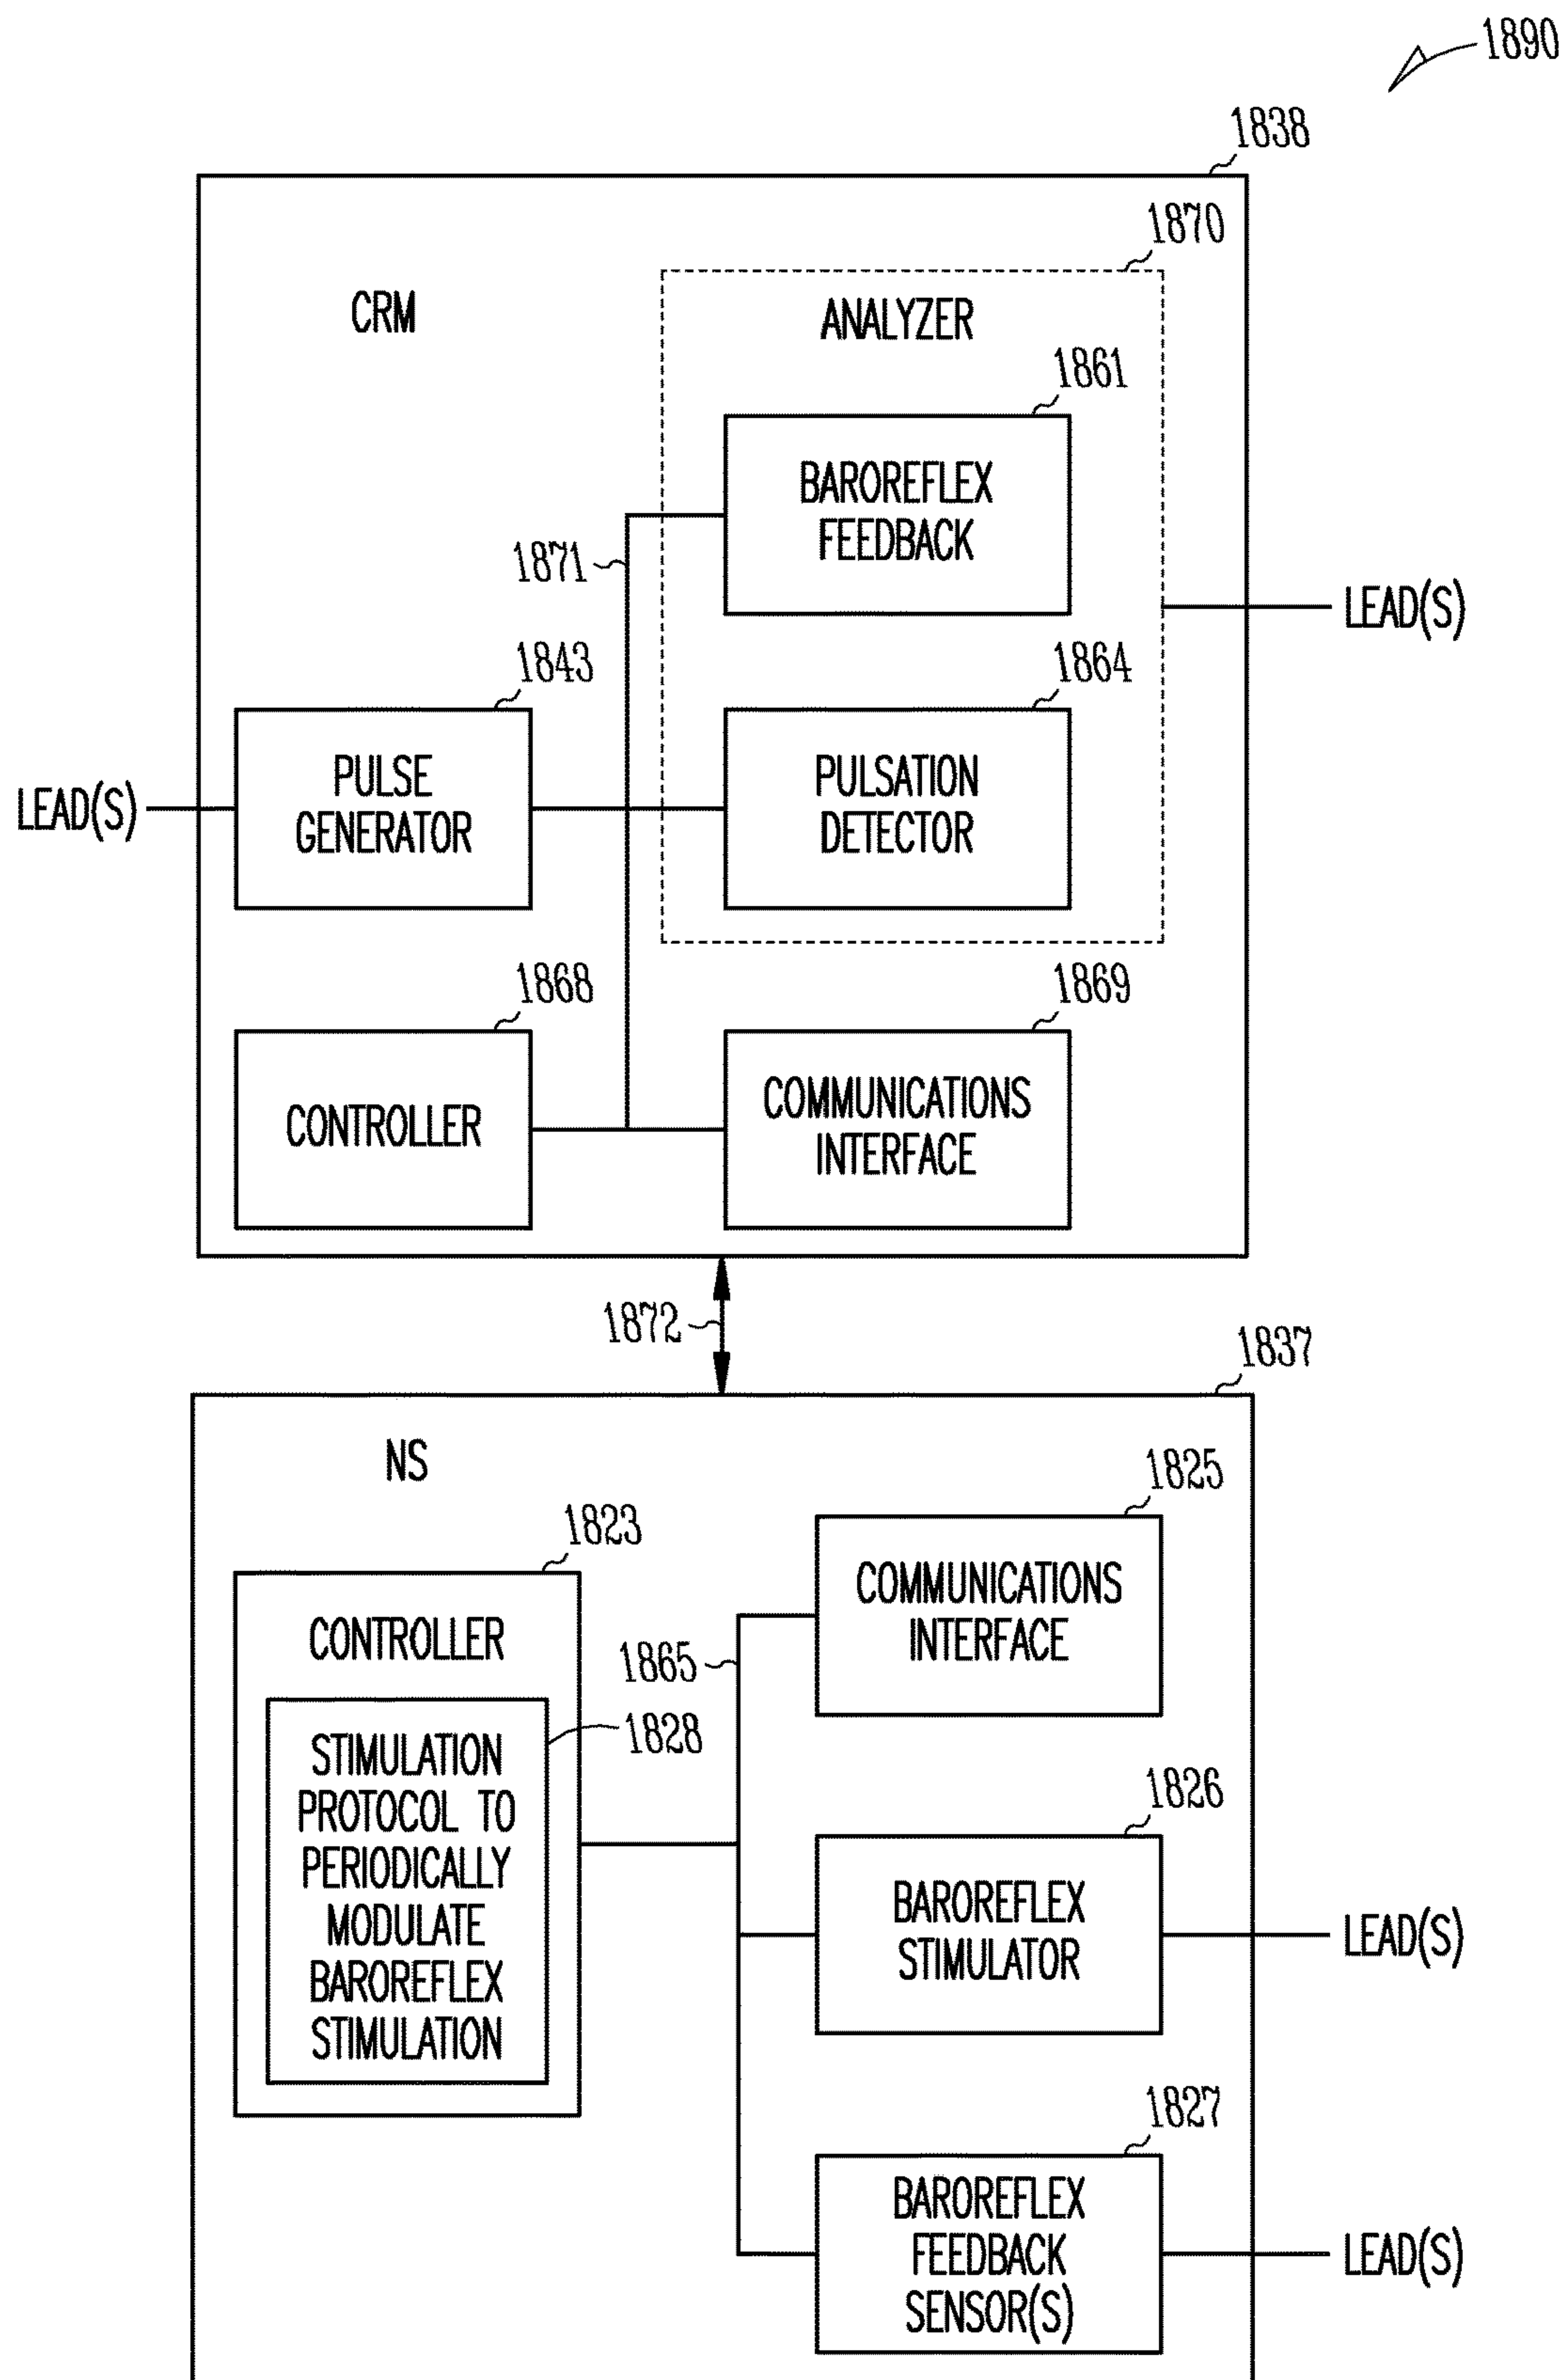 1890
1838
1870
CRM
ANALYZER
1861
BAROREFLEX
FEEDBACK
1871
LEAD(S)
1843
1864
PULSE
GENERATOR
PULSATION
DETECTOR
LEAD(S)
1868
1869
CONTROLLER
COMMUNICATIONS
INTERFACE
1872
1837
NS
1825
1823
COMMUNICATIONS
INTERFACE
CONTROLLER
1865
1828
STIMULATION
PROTOCOL TO
PERIODICALLY
MODULATE
BAROREFLEX
STIMULATION
1826
BAROREFLEX
STIMULATOR
LEAD(S)
1827
BAROREFLEX
FEEDBACK
SENSOR(S)
LEAD(S)